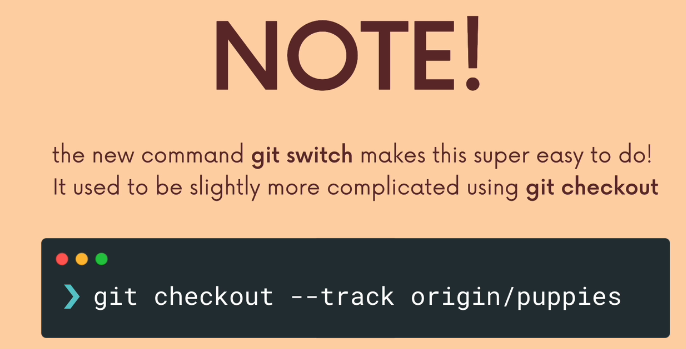 NOTE!
the new command git switch makes this super easy to do!
It used to be slightly more complicated using git checkout
❯ git checkout --track origin/puppies